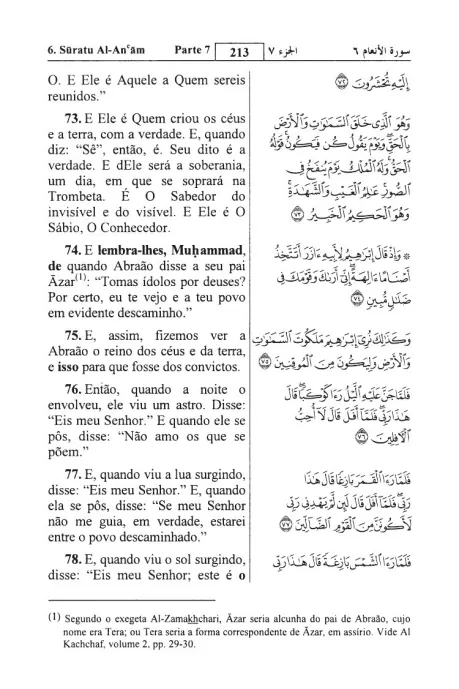 6. Sūratu Al-Anᶜām Parte 7 213 الجزء ٧ سورة الأنعام ٦
O. E Ele é Aquele a Quem sereis
reunidos.”
73. E Ele é Quem criou os céus
e a terra, com a verdade. E, quando
diz: “Sê”, então, é. Seu dito é a
verdade. E dEle será a soberania,
um dia, em que se soprará na
Trombeta. É O Sabedor do
invisível e do visível. E Ele é O
Sábio, O Conhecedor.
74. E lembra-lhes, Muḥammad,
de quando Abraão disse a seu pai
Āzar(1): “Tomas ídolos por deuses?
Por certo, eu te vejo e a teu povo
em evidente descaminho.”
75. E, assim, fizemos ver a
Abraão o reino dos céus e da terra,
e isso para que fosse dos convictos.
76. Então, quando a noite o
envolveu, ele viu um astro. Disse:
“Eis meu Senhor.” E quando ele se
pôs, disse: “Não amo os que se
põem.”
77. E, quando viu a lua surgindo,
disse: “Eis meu Senhor.” E, quando
ela se pôs, disse: “Se meu Senhor
não me guia, em verdade, estarei
entre o povo descaminhado.”
78. E, quando viu o sol surgindo,
disse: “Eis meu Senhor; este é o
إِلَيْهِ تُحْشَرُونَ ٧٢
وَهُوَ ٱلَّذِى خَلَقَ ٱلسَّمَٰوَٰتِ وَٱلْأَرْضَ
بِٱلْحَقِّ وَيَوْمَ يَقُولُ كُن فَيَكُونُ قَوْلُهُ
ٱلْحَقُّ وَلَهُ ٱلْمُلْكُ يَوْمَ يُنفَخُ فِى
ٱلصُّورِ عَٰلِمُ ٱلْغَيْبِ وَٱلشَّهَٰدَةِ
وَهُوَ ٱلْحَكِيمُ ٱلْخَبِيرُ ٧٣
* وَإِذْ قَالَ إِبْرَٰهِيمُ لِأَبِيهِ ءَازَرَ أَتَتَّخِذُ
أَصْنَامًا ءَالِهَةً إِنِّى أَرَىٰكَ وَقَوْمَكَ فِى
ضَلَٰلٍ مُّبِينٍ ٧٤
وَكَذَٰلِكَ نُرِى إِبْرَٰهِيمَ مَلَكُوتَ ٱلسَّمَٰوَٰتِ
وَٱلْأَرْضِ وَلِيَكُونَ مِنَ ٱلْمُوقِنِينَ ٧٥
فَلَمَّا جَنَّ عَلَيْهِ ٱلَّيْلُ رَءَا كَوْكَبًا قَالَ
هَٰذَا رَبِّى فَلَمَّا أَفَلَ قَالَ لَا أُحِبُّ
ٱلْءَافِلِينَ ٧٦
فَلَمَّا رَءَا ٱلْقَمَرَ بَازِغًا قَالَ هَٰذَا
رَبِّى فَلَمَّا أَفَلَ قَالَ لَئِن لَّمْ يَهْدِنِى رَبِّى
لَأَكُونَنَّ مِنَ ٱلْقَوْمِ ٱلضَّالِّينَ ٧٧
فَلَمَّا رَءَا ٱلشَّمْسَ بَازِغَةً قَالَ هَٰذَا رَبِّى
(1) Segundo o exegeta Al-Zamakhchari, Āzar seria alcunha do pai de Abraão, cujo
nome era Tera; ou Tera seria a forma correspondente de Āzar, em assírio. Vide Al
Kachchaf, volume 2, pp. 29-30.